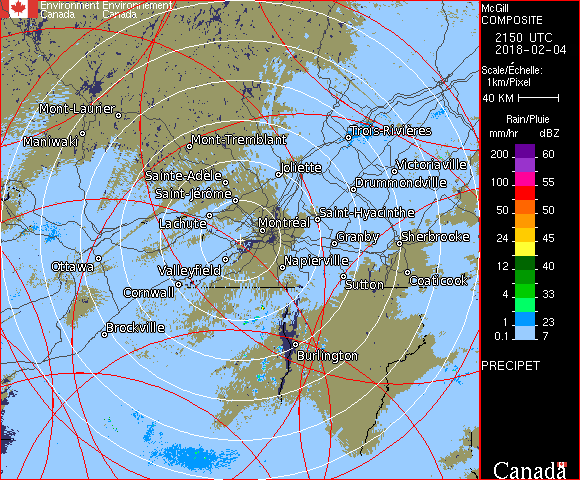 Environment Environnement
Canada Canada
McGill
COMPOSITE
2150 UTC
2018-02-04
Scale/Échelle:
1km/Pixel
40 KM
Rain/Pluie
mm/hr dBZ
200 60
100 55
50 50
24 45
12 40
4 33
1 23
0.1 7
PRECIPET
Canada
Mont-Laurier
Maniwaki
Mont-Tremblant
Trois-Rivières
Sainte-Adèle
Joliette
Victoriaville
Saint-Jérôme
Drummondville
Lachute
Montréal
Saint-Hyacinthe
Granby
Sherbrooke
Ottawa
Valleyfield
Napierville
Cornwall
Sutton
Coaticook
Brockville
Burlington